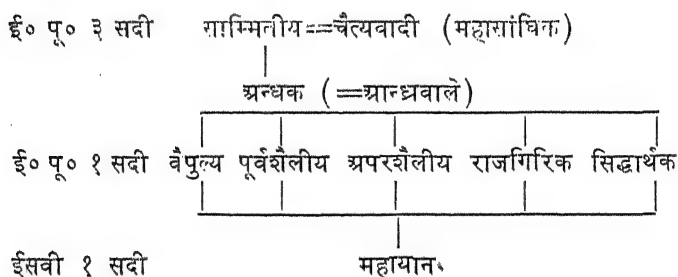 ई० पू० ३ सदी साम्मितीय==चैत्यवादी (महासांघिक)
अन्धक (==आन्ध्रवाले)
ई० पू० १ सदी वैपुल्य पूर्वशैलीय अपरशैलीय राजगिरिक सिद्धार्थक
ईसवी १ सदी महायान